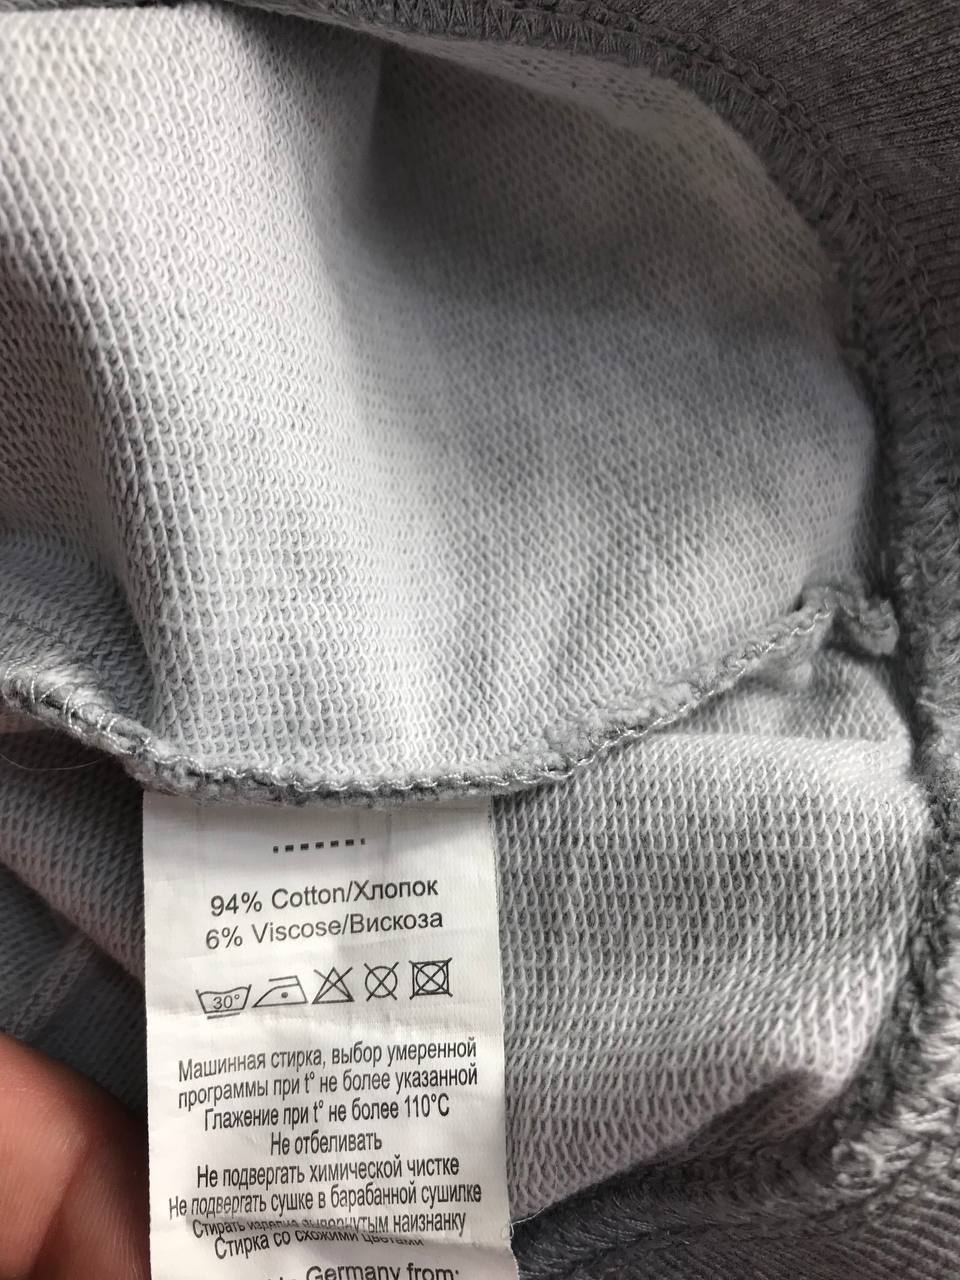 94% Cotton/Хлопок
6% Viscose/Вискоза
30°
Машинная стирка, выбор умеренной
программы при t° не более указанной
Глажение при t° не более 110°С
Не отбеливать
Не подвергать химической чистке
Не подвергать сушке в барабанной сушилке
Стирать изделие вывернутым наизнанку
Стирка со схожими цветами
Germany from: